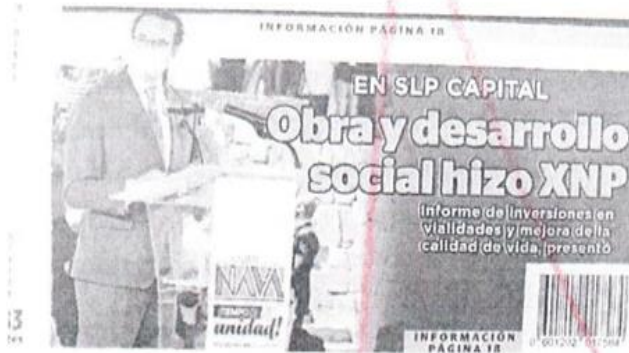 INFORMACIÓN PÁGINA 18
EN SLP CAPITAL
Obra y desarrollo
social hizo XNP
Informe de inversiones en
vialidades y mejora de la
calidad de vida, presentó
NAVA
unidad!
INFORMACIÓN
PÁGINA 18